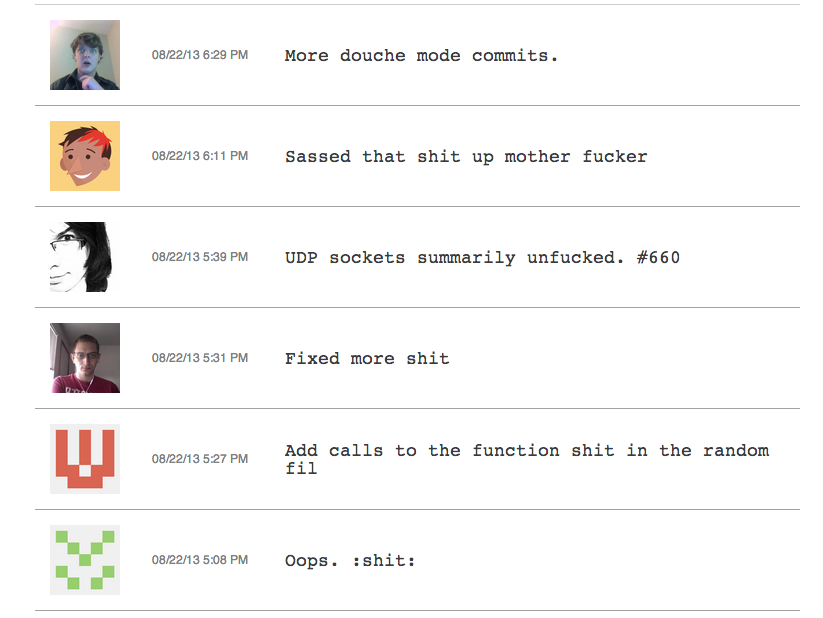 08/22/13 6:29 PM More douche mode commits.
08/22/13 6:11 PM Sassed that shit up mother fucker
08/22/13 5:39 PM UDP sockets summarily unfucked. #660
08/22/13 5:31 PM Fixed more shit
08/22/13 5:27 PM Add calls to the function shit in the random
fil
08/22/13 5:08 PM Oops. :shit: